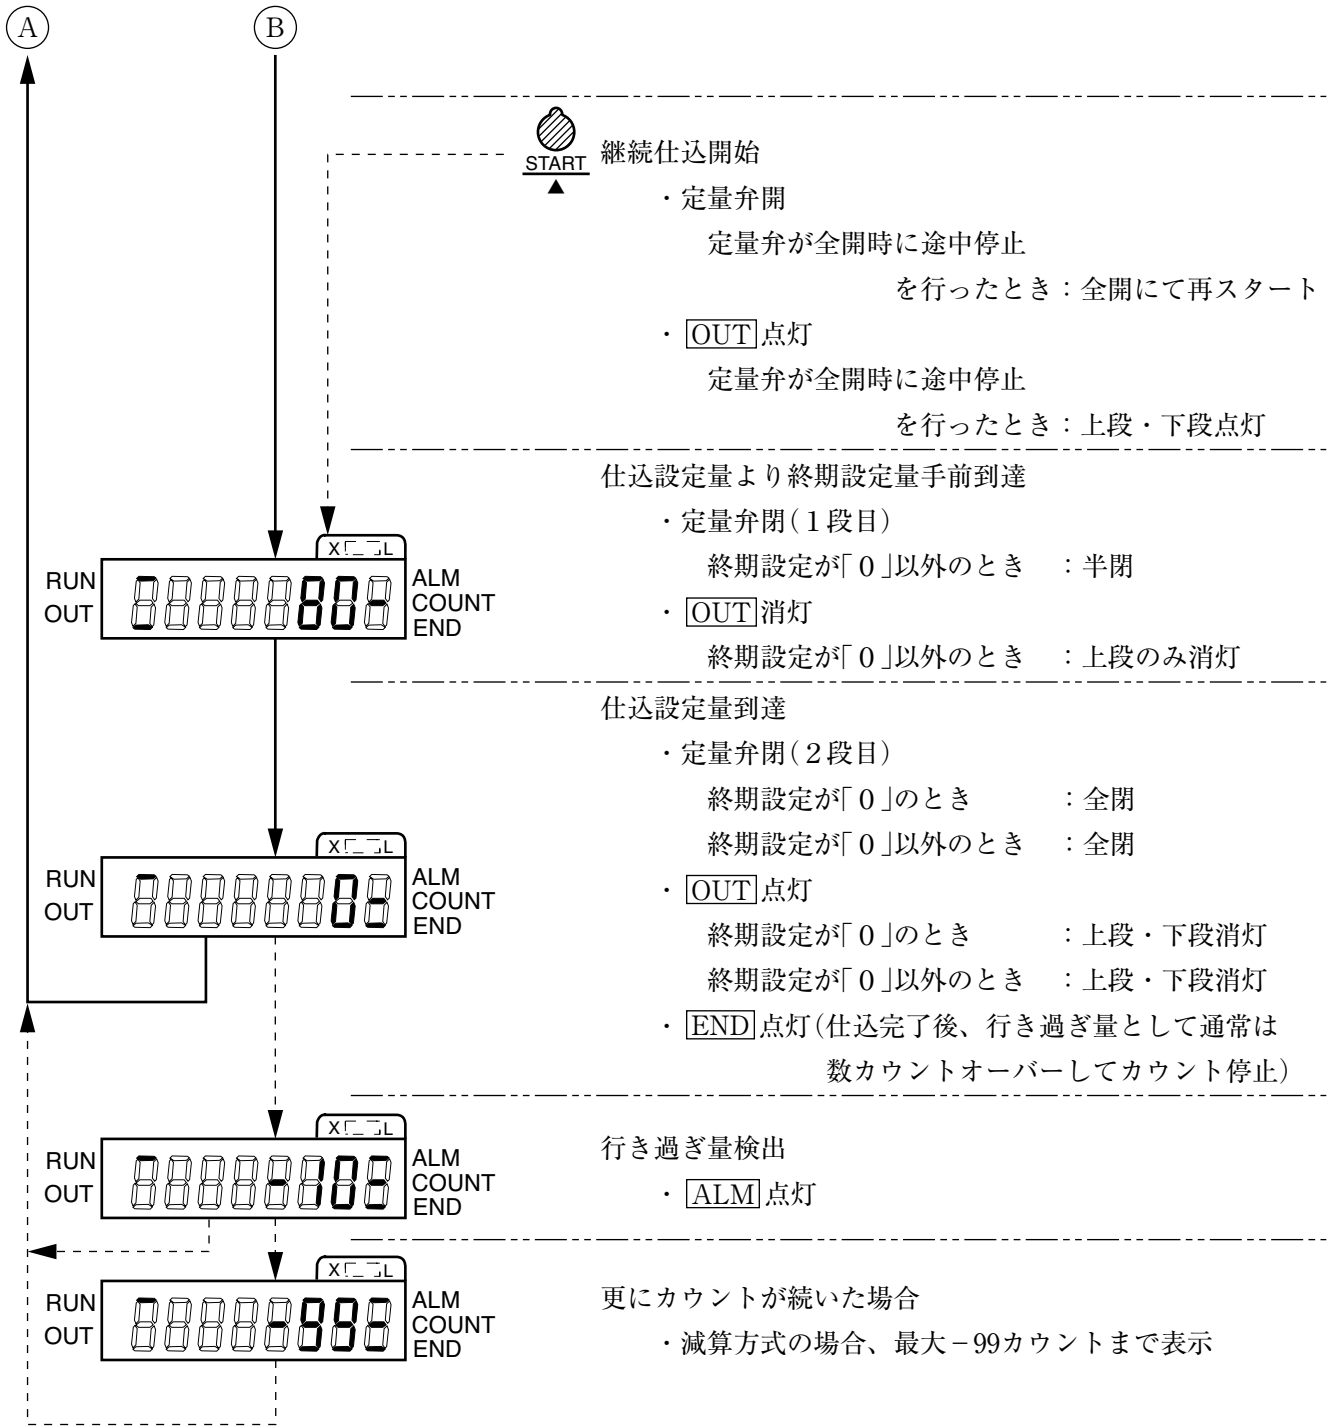 A
B
START
継続仕込開始
・定量弁開
定量弁が全開時に途中停止
を行ったとき：全開にて再スタート
・OUT点灯
定量弁が全開時に途中停止
を行ったとき：上段・下段点灯
仕込設定量より終期設定量手前到達
・定量弁閉(１段目)
終期設定が「０」以外のとき　：半閉
・OUT消灯
終期設定が「０」以外のとき　：上段のみ消灯
X L
RUN
OUT
80-
ALM
COUNT
END
仕込設定量到達
・定量弁閉(２段目)
終期設定が「０」のとき　：全閉
終期設定が「０」以外のとき　：全閉
・OUT点灯
終期設定が「０」のとき　：上段・下段消灯
終期設定が「０」以外のとき　：上段・下段消灯
・END点灯(仕込完了後、行き過ぎ量として通常は
数カウントオーバーしてカウント停止)
X L
RUN
OUT
0=
ALM
COUNT
END
行き過ぎ量検出
・ALM点灯
X L
RUN
OUT
-10
ALM
COUNT
END
更にカウントが続いた場合
・減算方式の場合、最大－99カウントまで表示
X L
RUN
OUT
-99
ALM
COUNT
END